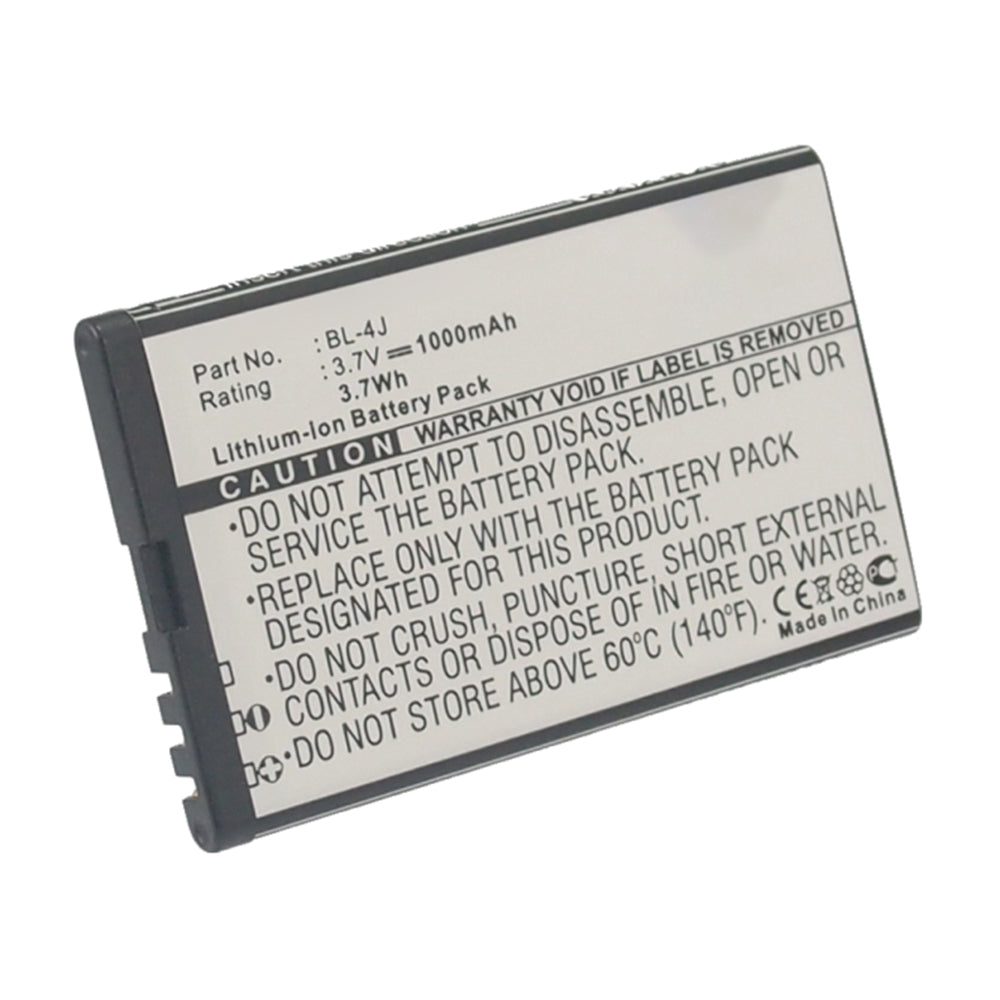 Insert this direction
Part No. : BL-4J
Rating : 3.7V 1000mAh
3.7Wh
Lithium-Ion Battery Pack
CAUTION WARRANTY VOID IF LABEL IS REMOVED
•DO NOT ATTEMPT TO DISASSEMBLE, OPEN OR
SERVICE THE BATTERY PACK.
•REPLACE ONLY WITH THE BATTERY PACK
DESIGNATED FOR THIS PRODUCT.
•DO NOT CRUSH, PUNCTURE, SHORT EXTERNAL
CONTACTS OR DISPOSE OF IN FIRE OR WATER.
•DO NOT STORE ABOVE 60°C (140°F).
CE
Made In China